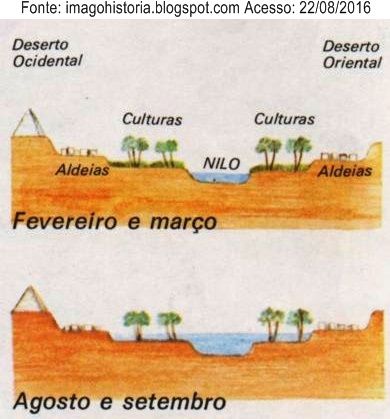 Fonte: imagohistoria.blogspot.com Acesso: 22/08/2016
Deserto
Ocidental
Deserto
Oriental
Culturas
Culturas
Aldeias
NILO
Aldeias
Fevereiro e março
Agosto e setembro